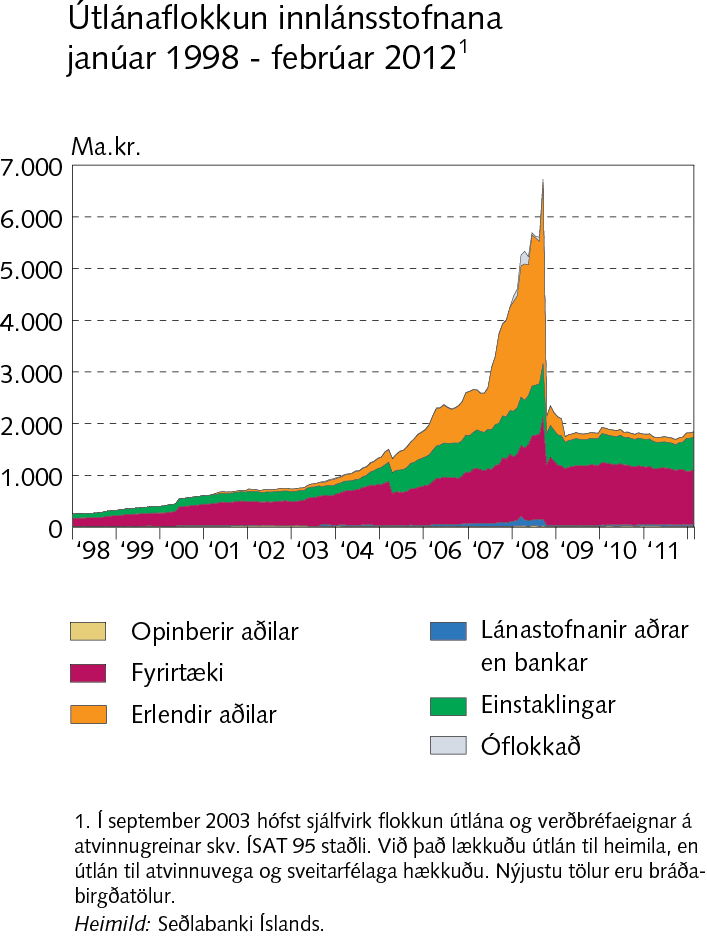 Útlánaflokkun innlánsstofnana
janúar 1998 - febrúar 2012¹
Ma.kr.
7.000
6.000
5.000
4.000
3.000
2.000
1.000
0
‘98 ‘99 ‘00 ‘01 ‘02 ‘03 ‘04 ‘05 ‘06 ‘07 ‘08 ‘09 ‘10 ‘11
Opinberir aðilar
Fyrirtæki
Erlendir aðilar
Lánastofnanir aðrar
en bankar
Einstaklingar
Óflokkað
1. Í september 2003 hófst sjálfvirk flokkun útlána og verðbréfaeignar á
atvinnugreinar skv. ÍSAT 95 staðli. Við það lækkuðu útlán til heimila, en
útlán til atvinnuvega og sveitarfélaga hækkuðu. Nýjustu tölur eru bráða-
birgðatölur.
Heimild: Seðlabanki Íslands.